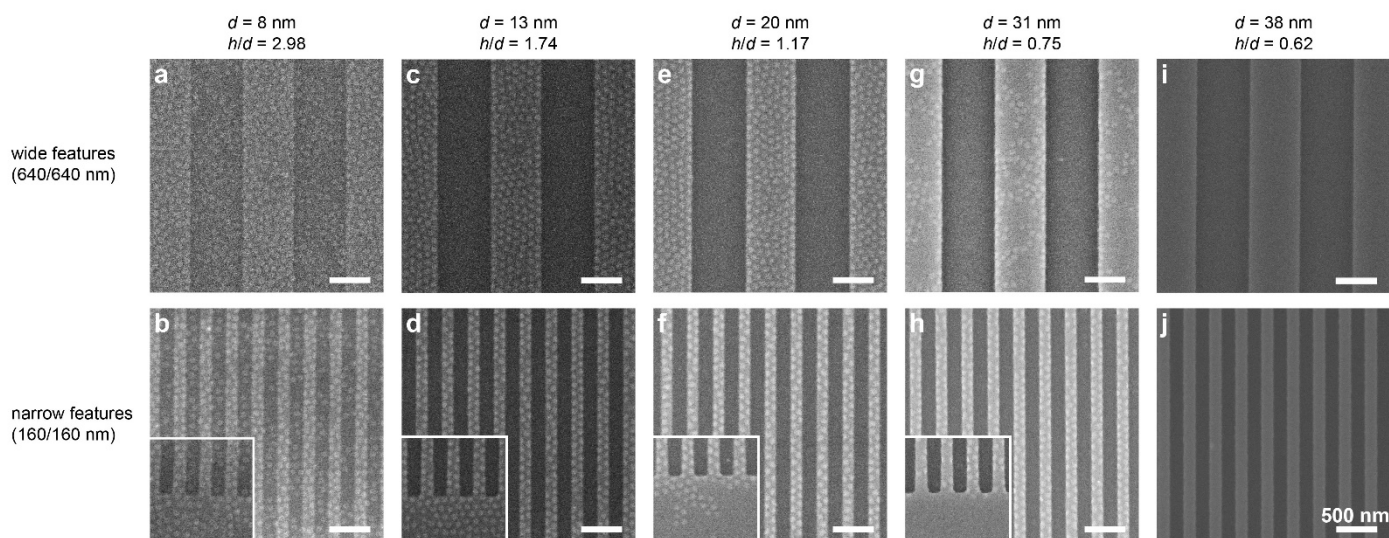 d = 8 nm
h/d = 2.98
d = 13 nm
h/d = 1.74
d = 20 nm
h/d = 1.17
d = 31 nm
h/d = 0.75
d = 38 nm
h/d = 0.62
wide features
(640/640 nm)
a
c
e
g
i
narrow features
(160/160 nm)
b
d
f
h
j
500 nm